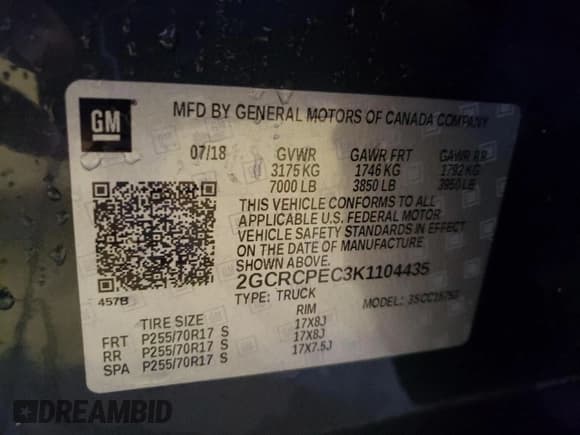 GM
MFD BY GENERAL MOTORS OF CANADA COMPANY
07/18 GVWR GAWR FRT GAWR RR
3175 KG 1746 KG 1792 KG
7000 LB 3850 LB 3950 LB
THIS VEHICLE CONFORMS TO ALL
APPLICABLE U.S. FEDERAL MOTOR
VEHICLE SAFETY STANDARDS IN EFFECT
ON THE DATE OF MANUFACTURE
SHOWN ABOVE.
2GCRCPEC3K1104435
457B
TYPE: TRUCK MODEL:
TIRE SIZE RIM
FRT P255/70R17 S 17X8J
RR P255/70R17 S 17X8J
SPA P255/70R17 S 17X7.5J
DREAMBID